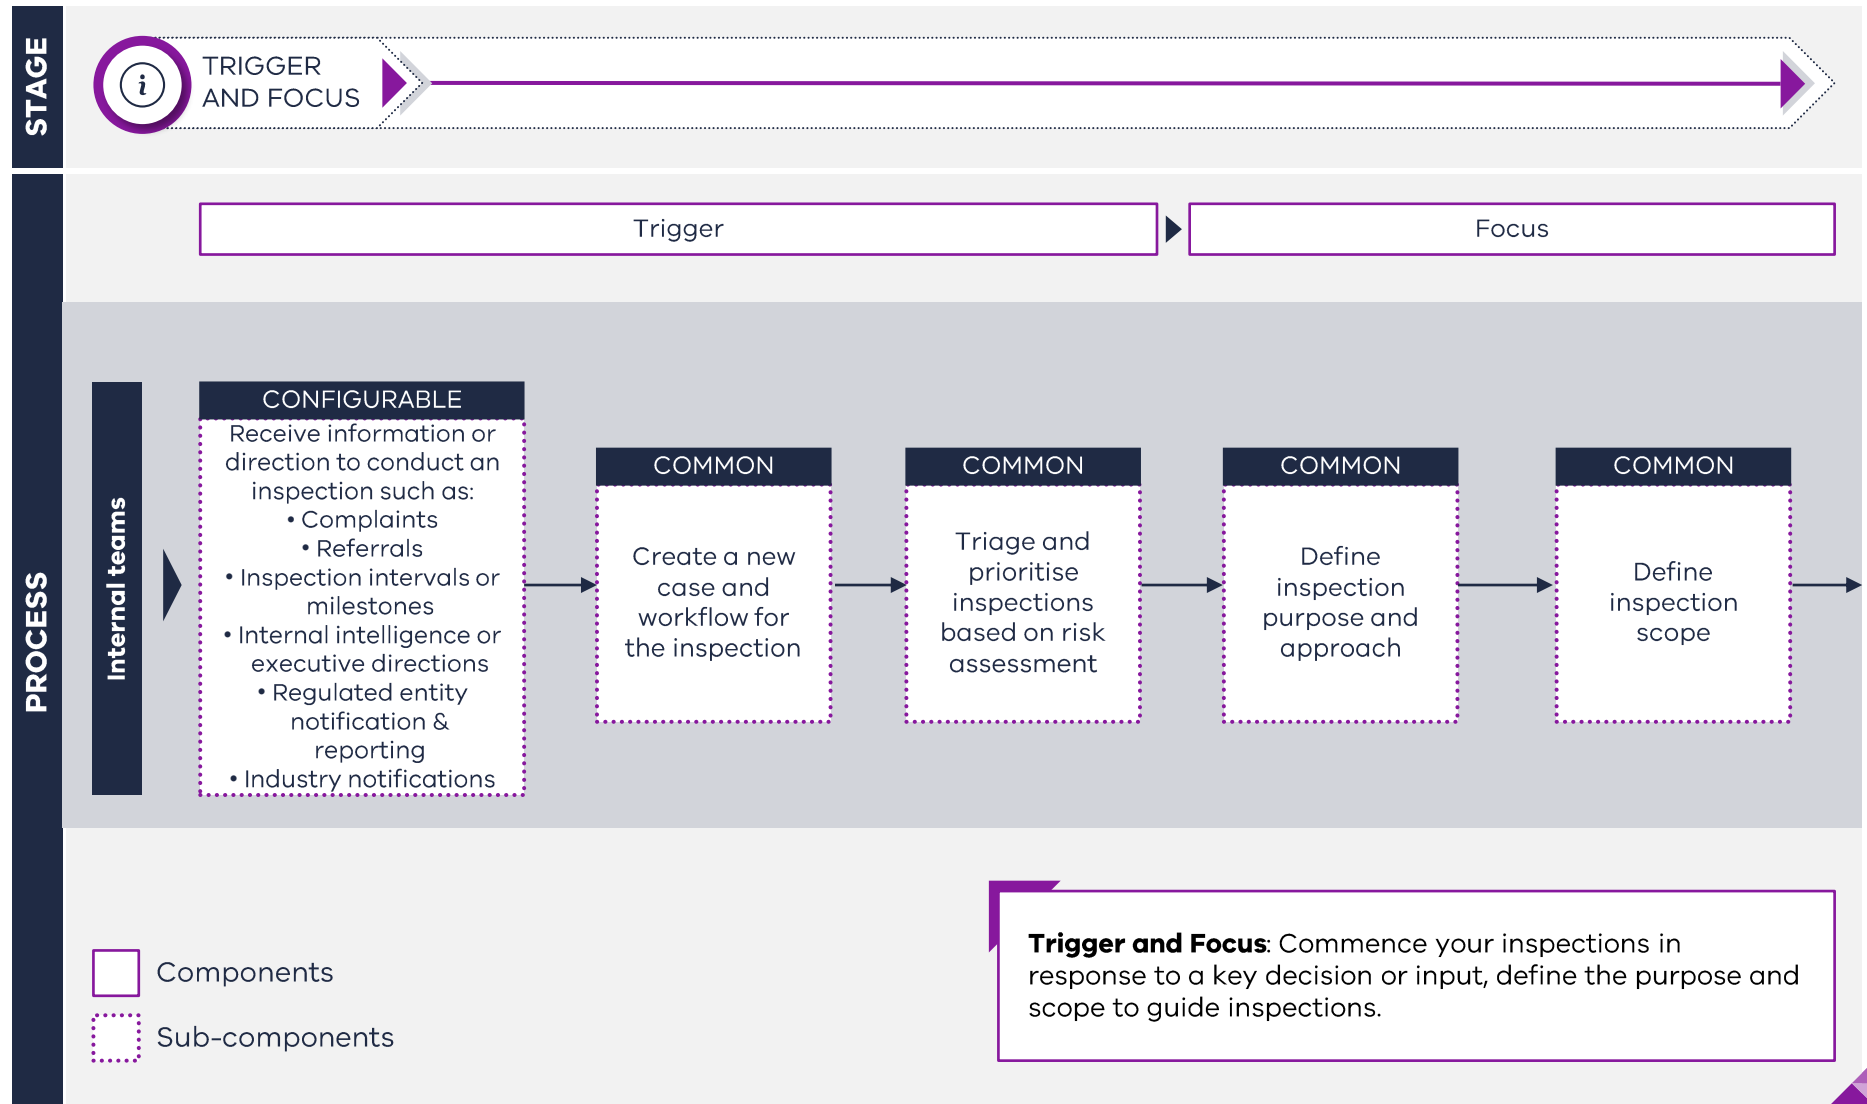 STAGE
i
TRIGGER
AND FOCUS
PROCESS
Trigger
Focus
Internal teams
CONFIGURABLE
Receive information or
direction to conduct an
inspection such as:
• Complaints
• Referrals
• Inspection intervals or
milestones
• Internal intelligence or
executive directions
• Regulated entity
notification &
reporting
• Industry notifications
COMMON
Create a new
case and
workflow for
the inspection
COMMON
Triage and
prioritise
inspections
based on risk
assessment
COMMON
Define
inspection
purpose and
approach
COMMON
Define
inspection
scope
Components
Sub-components
Trigger and Focus: Commence your inspections in
response to a key decision or input, define the purpose and
scope to guide inspections.